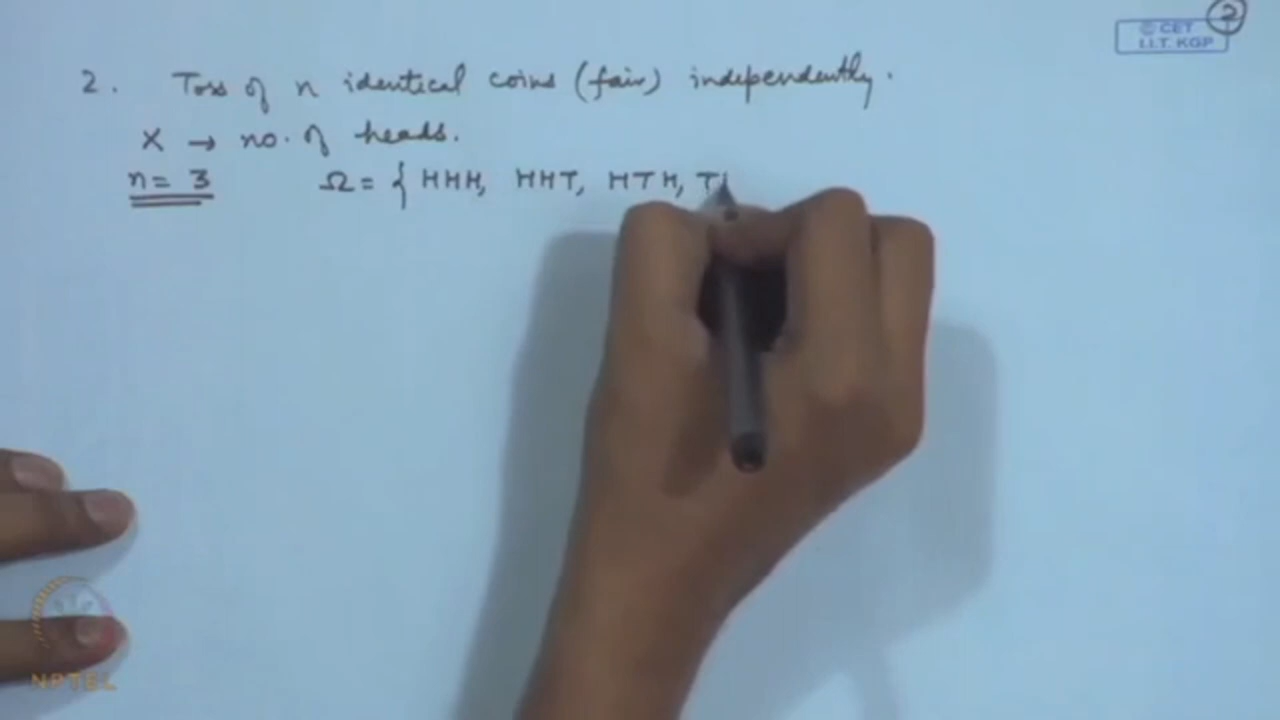 2
© CET
I.I.T. KGP
2. Toss of n identical coins (fair) independently.
X → no. of heads.
n = 3 Ω = { HHH, HHT, HTH, T
NPTEL